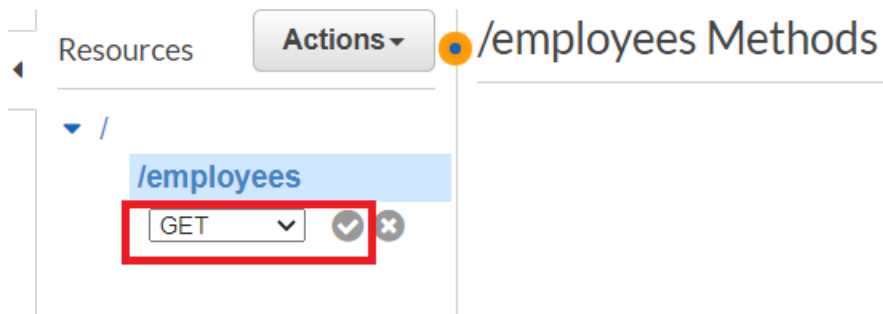 Resources
Actions
/employees Methods
/
/employees
GET